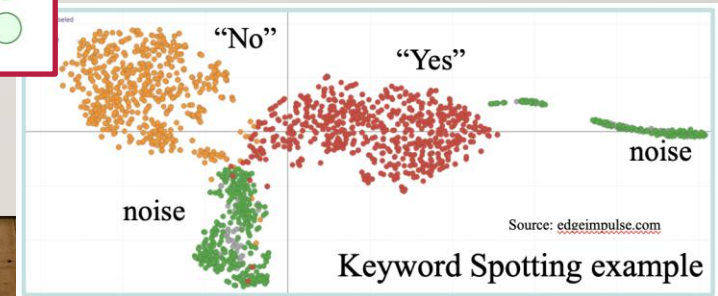 “No”
“Yes”
noise
noise
Source: edgeimpulse.com
Keyword Spotting example